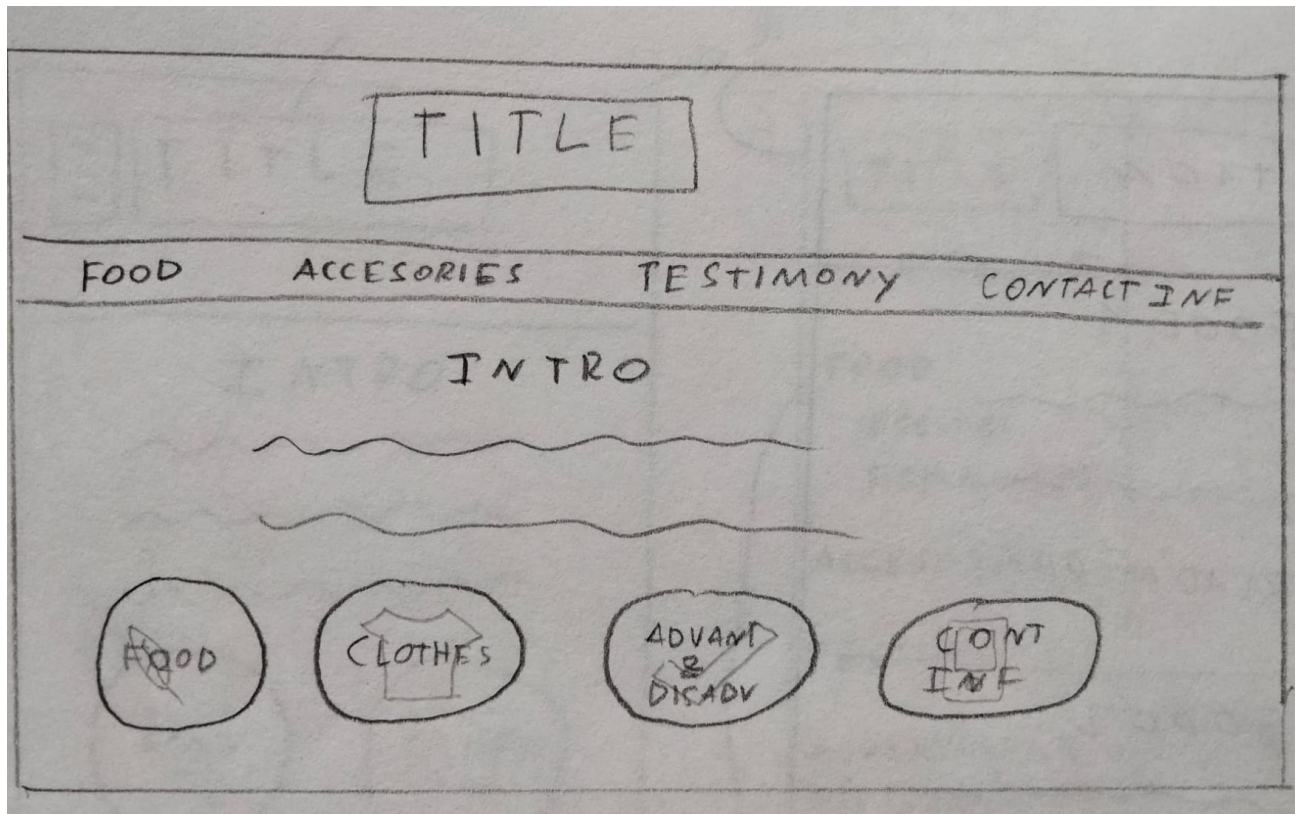 TITLE
FOOD ACCESORIES TESTIMONY CONTACT INF
INTRO
FOOD
CLOTHES
ADVANT
&
DISADV
CONT
INF